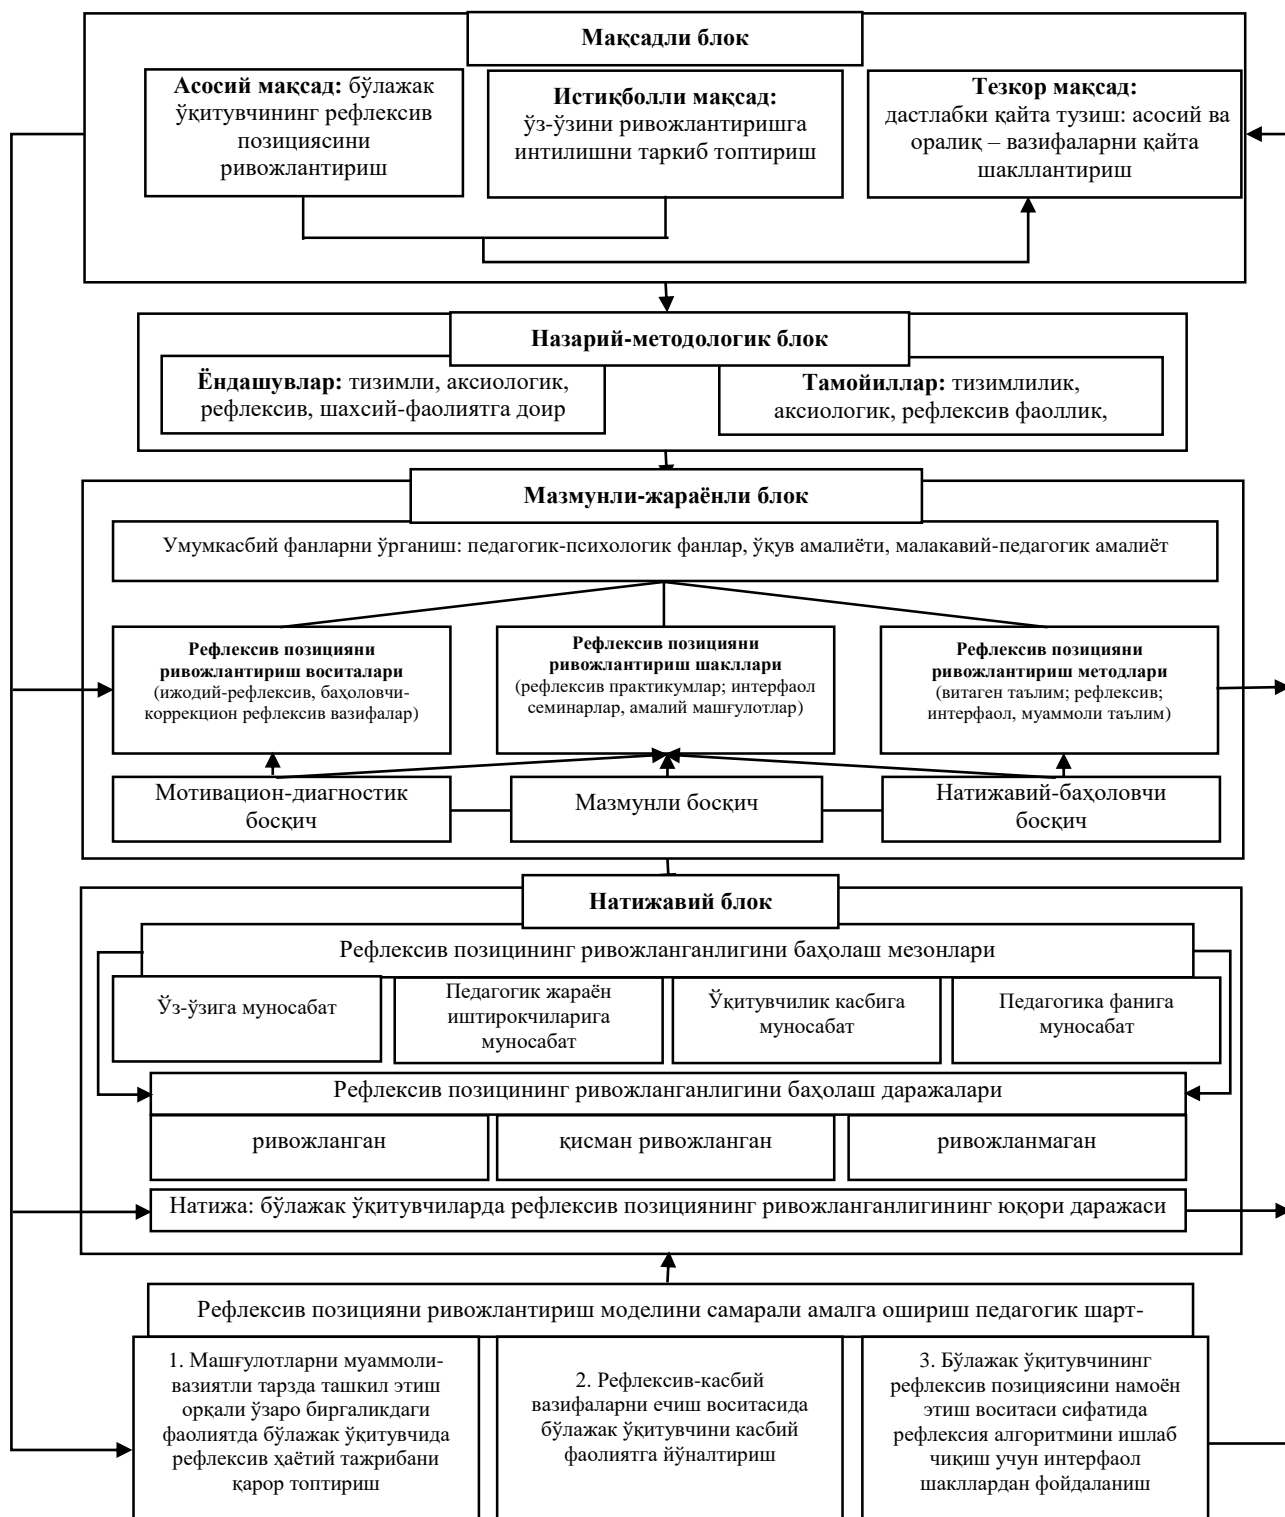 Мақсадли блок
Асосий мақсад: бўлажак
ўқитувчининг рефлексив
позициясини
ривожлантириш
Истиқболли мақсад:
ўз-ўзини ривожлантиришга
интилишни таркиб топтириш
Тезкор мақсад:
дастлабки қайта тузиш: асосий ва
оралиқ – вазифаларни қайта
шакллантириш
Назарий-методологик блок
Ёндашувлар: тизимли, аксиологик,
рефлексив, шахсий-фаолиятга доир
Тамойиллар: тизимлилик,
аксиологик, рефлексив фаоллик,
Мазмунли-жараёнли блок
Умумкасбий фанларни ўрганиш: педагогик-психологик фанлар, ўқув амалиёти, малакавий-педагогик амалиёт
Рефлексив позицияни
ривожлантириш воситалари
(ижодий-рефлексив, баҳоловчи-
коррекцион рефлексив вазифалар)
Рефлексив позицияни
ривожлантириш шакллари
(рефлексив практикумлар; интерфаол
семинарлар, амалий машғулотлар)
Рефлексив позицияни
ривожлантириш методлари
(витаген таълим; рефлексив;
интерфаол, муаммоли таълим)
Мотивацион-диагностик
босқич
Мазмунли босқич
Натижавий-баҳоловчи
босқич
Натижавий блок
Рефлексив позицининг ривожланганлигини баҳолаш мезонлари
Ўз-ўзига муносабат
Педагогик жараён
иштирокчиларига
муносабат
Ўқитувчилик касбига
муносабат
Педагогика фанига
муносабат
Рефлексив позицининг ривожланганлигини баҳолаш даражалари
ривожланган
қисман ривожланган
ривожланмаган
Натижа: бўлажак ўқитувчиларда рефлексив позициянинг ривожланганлигининг юқори даражаси
Рефлексив позицияни ривожлантириш моделини самарали амалга ошириш педагогик шарт-
1. Машғулотларни муаммоли-
вазиятли тарзда ташкил этиш
орқали ўзаро биргаликдаги
фаолиятда бўлажак ўқитувчида
рефлексив ҳаётий тажрибани
қарор топтириш
2. Рефлексив-касбий
вазифаларни ечиш воситасида
бўлажак ўқитувчини касбий
фаолиятга йўналтириш
3. Бўлажак ўқитувчининг
рефлексив позициясини намоён
этиш воситаси сифатида
рефлексия алгоритмини ишлаб
чиқиш учун интерфаол
шакллардан фойдаланиш